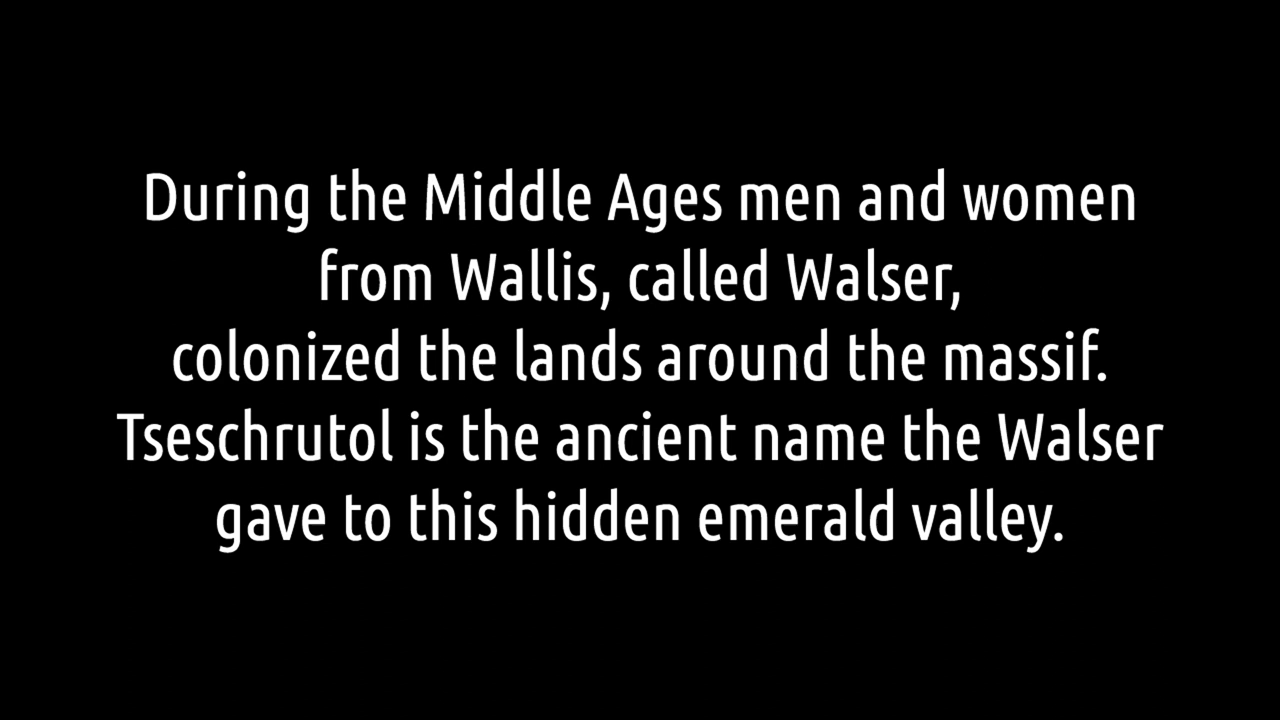 During the Middle Ages men and women
from Wallis, called Walser,
colonized the lands around the massif.
Tseschrutol is the ancient name the Walser
gave to this hidden emerald valley.